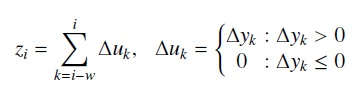 z_i = \sum_{k=i-w}^{i} \Delta u_k, \quad \Delta u_k = \begin{cases} \Delta y_k : \Delta y_k > 0 \\ 0 \quad : \Delta y_k \leq 0 \end{cases}